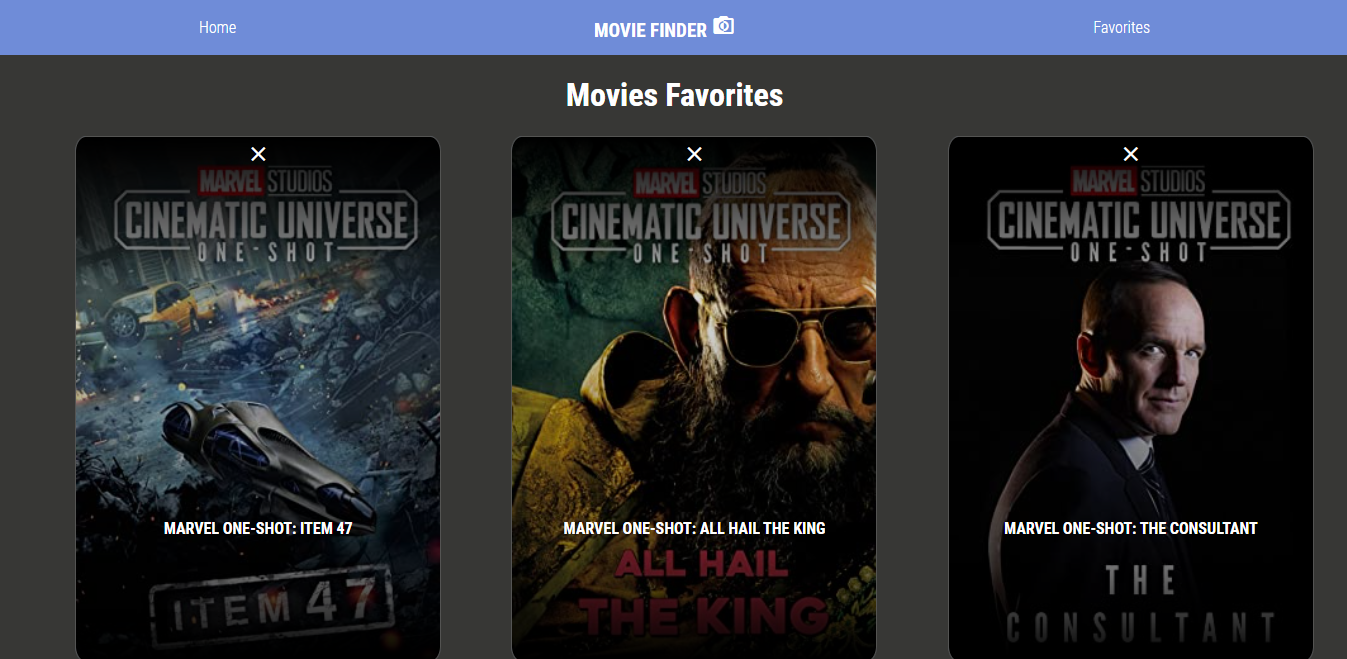 Home
MOVIE FINDER
Favorites
Movies Favorites
×
MARVEL STUDIOS
CINEMATIC UNIVERSE
ONE-SHOT
MARVEL ONE-SHOT: ITEM 47
ITEM 47
×
MARVEL STUDIOS
CINEMATIC UNIVERSE
ONE-SHOT
MARVEL ONE-SHOT: ALL HAIL THE KING
ALL HAIL
THE KING
×
MARVEL STUDIOS
CINEMATIC UNIVERSE
ONE-SHOT
MARVEL ONE-SHOT: THE CONSULTANT
THE
CONSULTANT